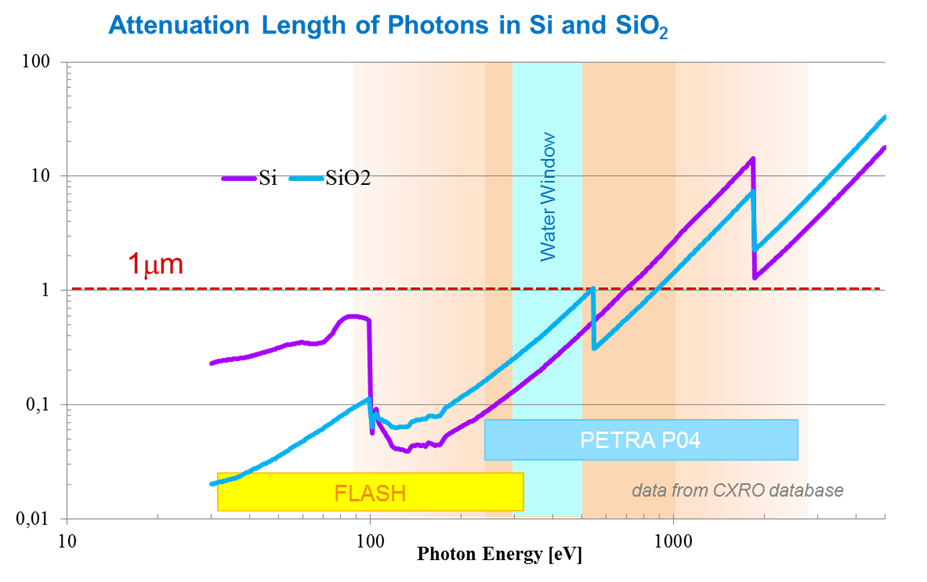 Attenuation Length of Photons in Si and SiO2
100
10
1
0,1
0,01
Si
SiO2
1μm
Water Window
PETRA P04
FLASH
data from CXRO database
10
100
1000
Photon Energy [eV]